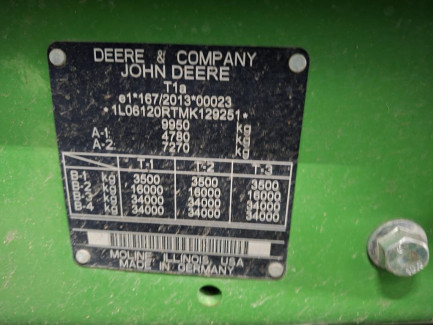 DEERE & COMPANY
JOHN DEERE
T1a
e1*167/2013*00023
*1L06120RTMK129251*
9950 kg
A-1: 4780 kg
A-2: 7270 kg
T-1 T-2 T-3
B-1 kg 3500 3500 3500
B-2 kg 16000 16000 16000
B-3 kg 34000 34000 34000
B-4 kg 34000 34000 34000
MOLINE, ILLINOIS, USA
MADE IN GERMANY